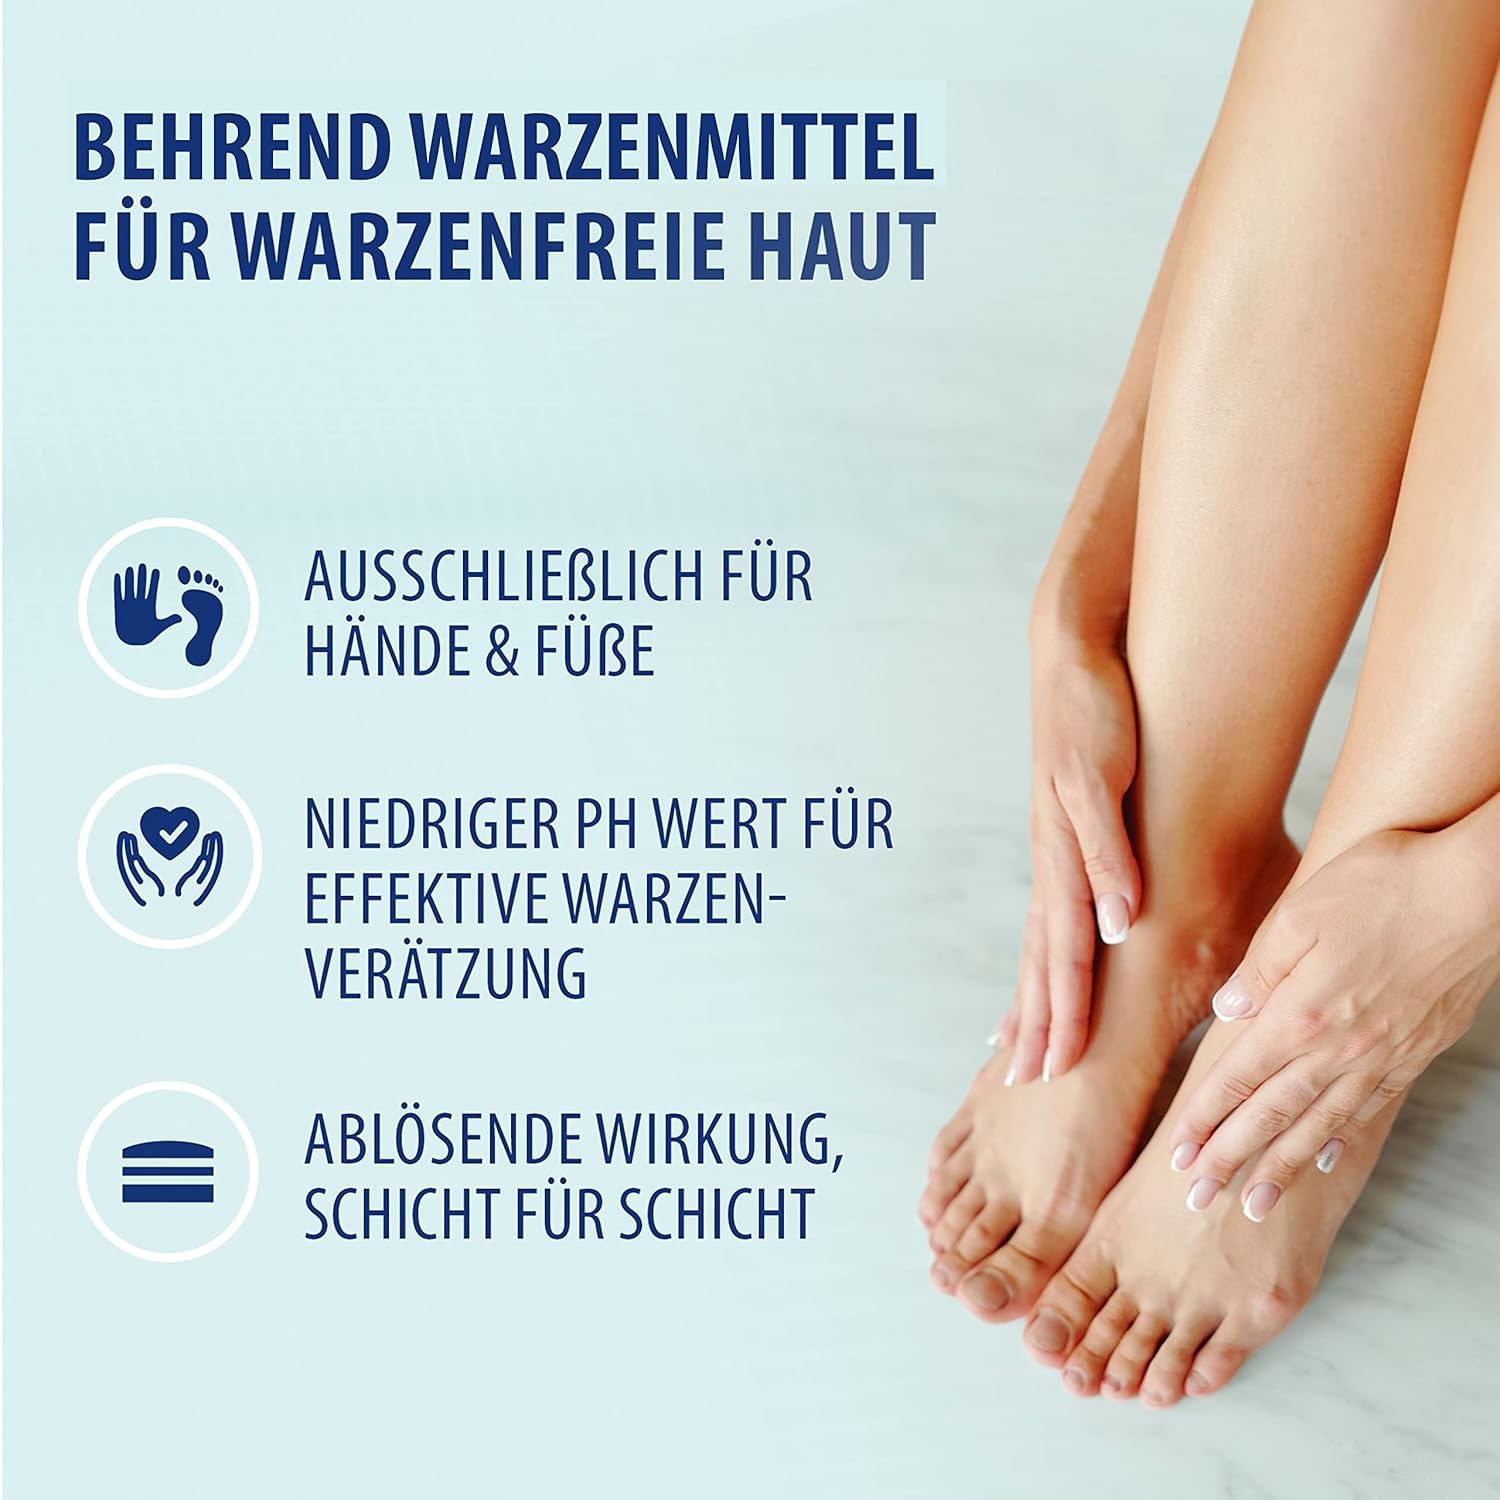 BEHREND WARZENMITTEL
FÜR WARZENFREIE HAUT
AUSSCHLIEßLICH FÜR
HÄNDE & FÜßE
NIEDRIGER PH WERT FÜR
EFFEKTIVE WARZEN-
VERÄTZUNG
ABLÖSENDE WIRKUNG,
SCHICHT FÜR SCHICHT